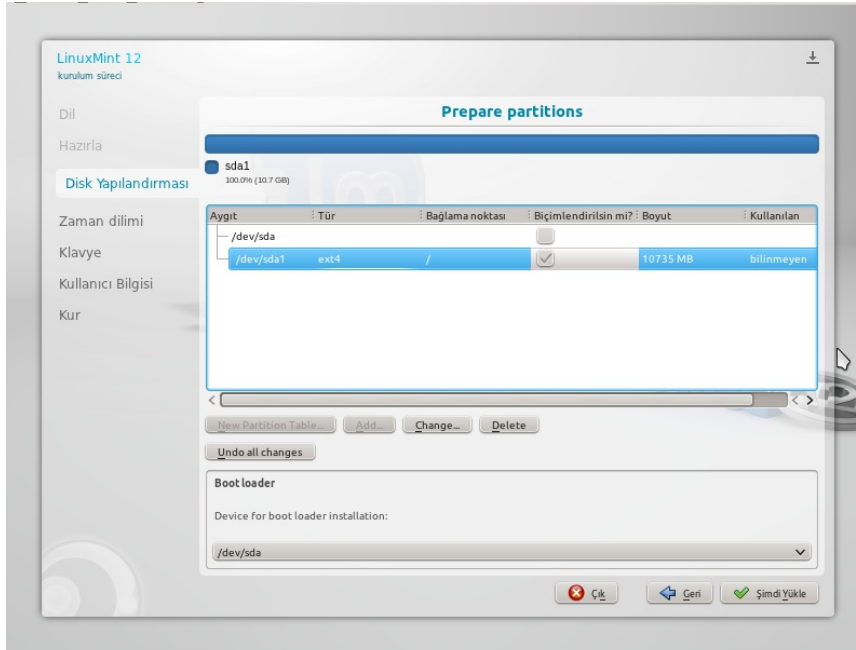 LinuxMint 12
kurulum süreci
Dil
Hazırla
Disk Yapılandırması
Zaman dilimi
Klavye
Kullanıcı Bilgisi
Kur
Prepare partitions
sda1
100.0% (10.7 GB)
Aygıt Tür Bağlama noktası Biçimlendirilsin mi? Boyut Kullanılan
/dev/sda
/dev/sda1 ext4 / 10735 MB bilinmeyen
New Partition Table... Add... Change... Delete
Undo all changes
Boot loader
Device for boot loader installation:
/dev/sda
Çık Geri Şimdi Yükle